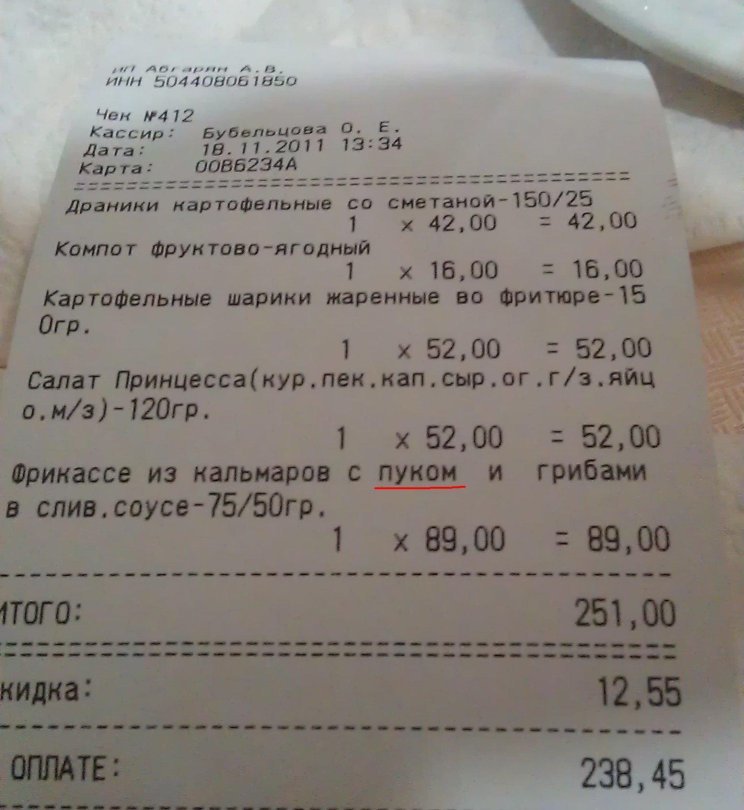 ИП Абгарян А.В.
ИНН 504408061850
Чек №412
Кассир: Бубельцова О. Е.
Дата: 18.11.2011 13:34
Карта: 00B6234A
Драники картофельные со сметаной-150/25
1 x 42,00 = 42,00
Компот фруктово-ягодный
1 x 16,00 = 16,00
Картофельные шарики жаренные во фритюре-15
0гр.
1 x 52,00 = 52,00
Салат Принцесса(кур.пек.кап.сыр.ог.г/з.яйц
о.м/з)-120гр.
1 x 52,00 = 52,00
Фрикассе из кальмаров с пуком и грибами
в слив.соусе-75/50гр.
1 x 89,00 = 89,00
ИТОГО: 251,00
кидка: 12,55
ОПЛАТЕ: 238,45